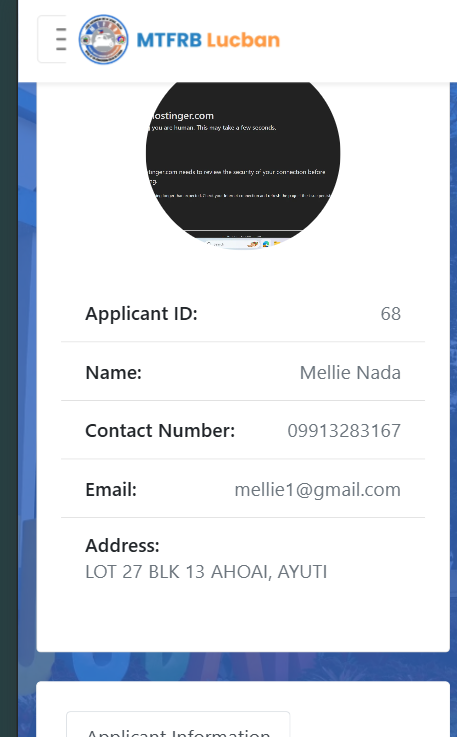 MTFRB Lucban
ostinger.com
you are human. This may take a few seconds.
tinger.com needs to review the security of your connection before
Applicant ID: 68
Name: Mellie Nada
Contact Number: 09913283167
Email: mellie1@gmail.com
Address:
LOT 27 BLK 13 AHOAI, AYUTI
Applicant Information